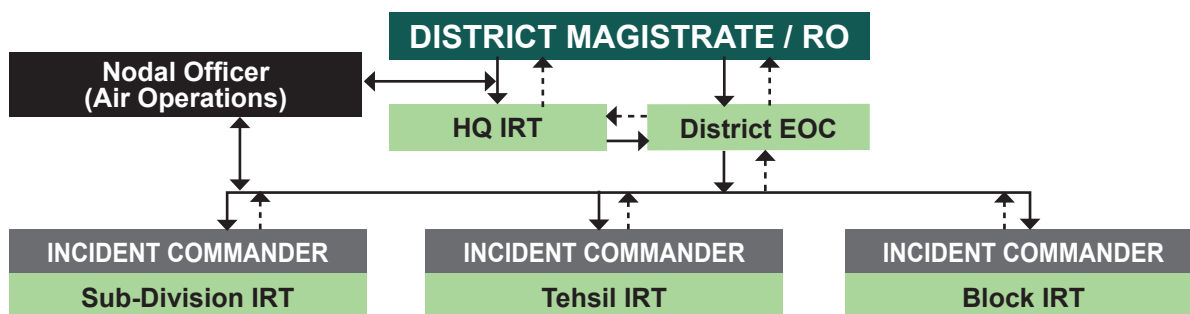 DISTRICT MAGISTRATE / RO
Nodal Officer
(Air Operations)
HQ IRT
District EOC
INCIDENT COMMANDER
Sub-Division IRT
INCIDENT COMMANDER
Tehsil IRT
INCIDENT COMMANDER
Block IRT